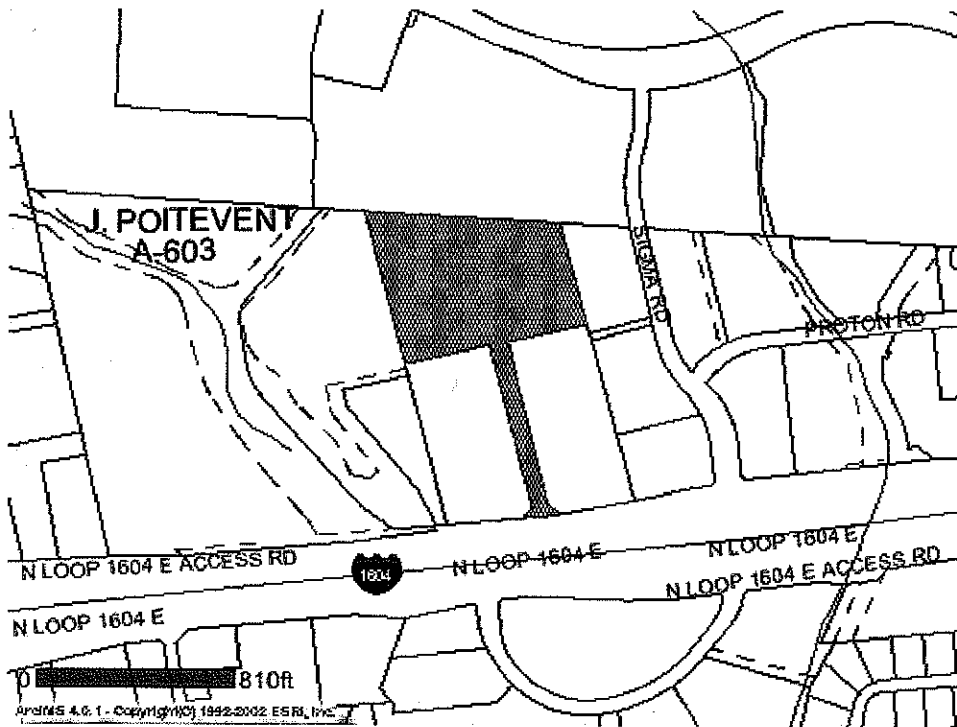 J. POITEVENT
A-603
SIGMA RD
PROTON RD
N LOOP 1604 E ACCESS RD
1604
N LOOP 1604 E
N LOOP 1604 E
N LOOP 1604 E ACCESS RD
N LOOP 1604 E
0 810ft
ArcIMS 4.0.1 - Copyright(C) 1992-2002 ESRI, Inc.